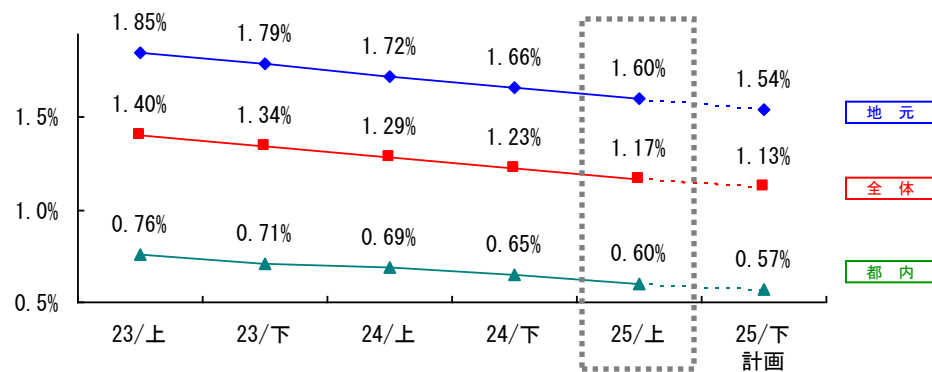 1.85%
1.79%
1.72%
1.66%
1.60%
1.54%
1.5%
地 元
1.40%
1.34%
1.29%
1.23%
1.17%
1.13%
全 体
1.0%
0.76%
0.71%
0.69%
0.65%
0.60%
0.57%
都 内
0.5%
23/上
23/下
24/上
24/下
25/上
25/下
計画